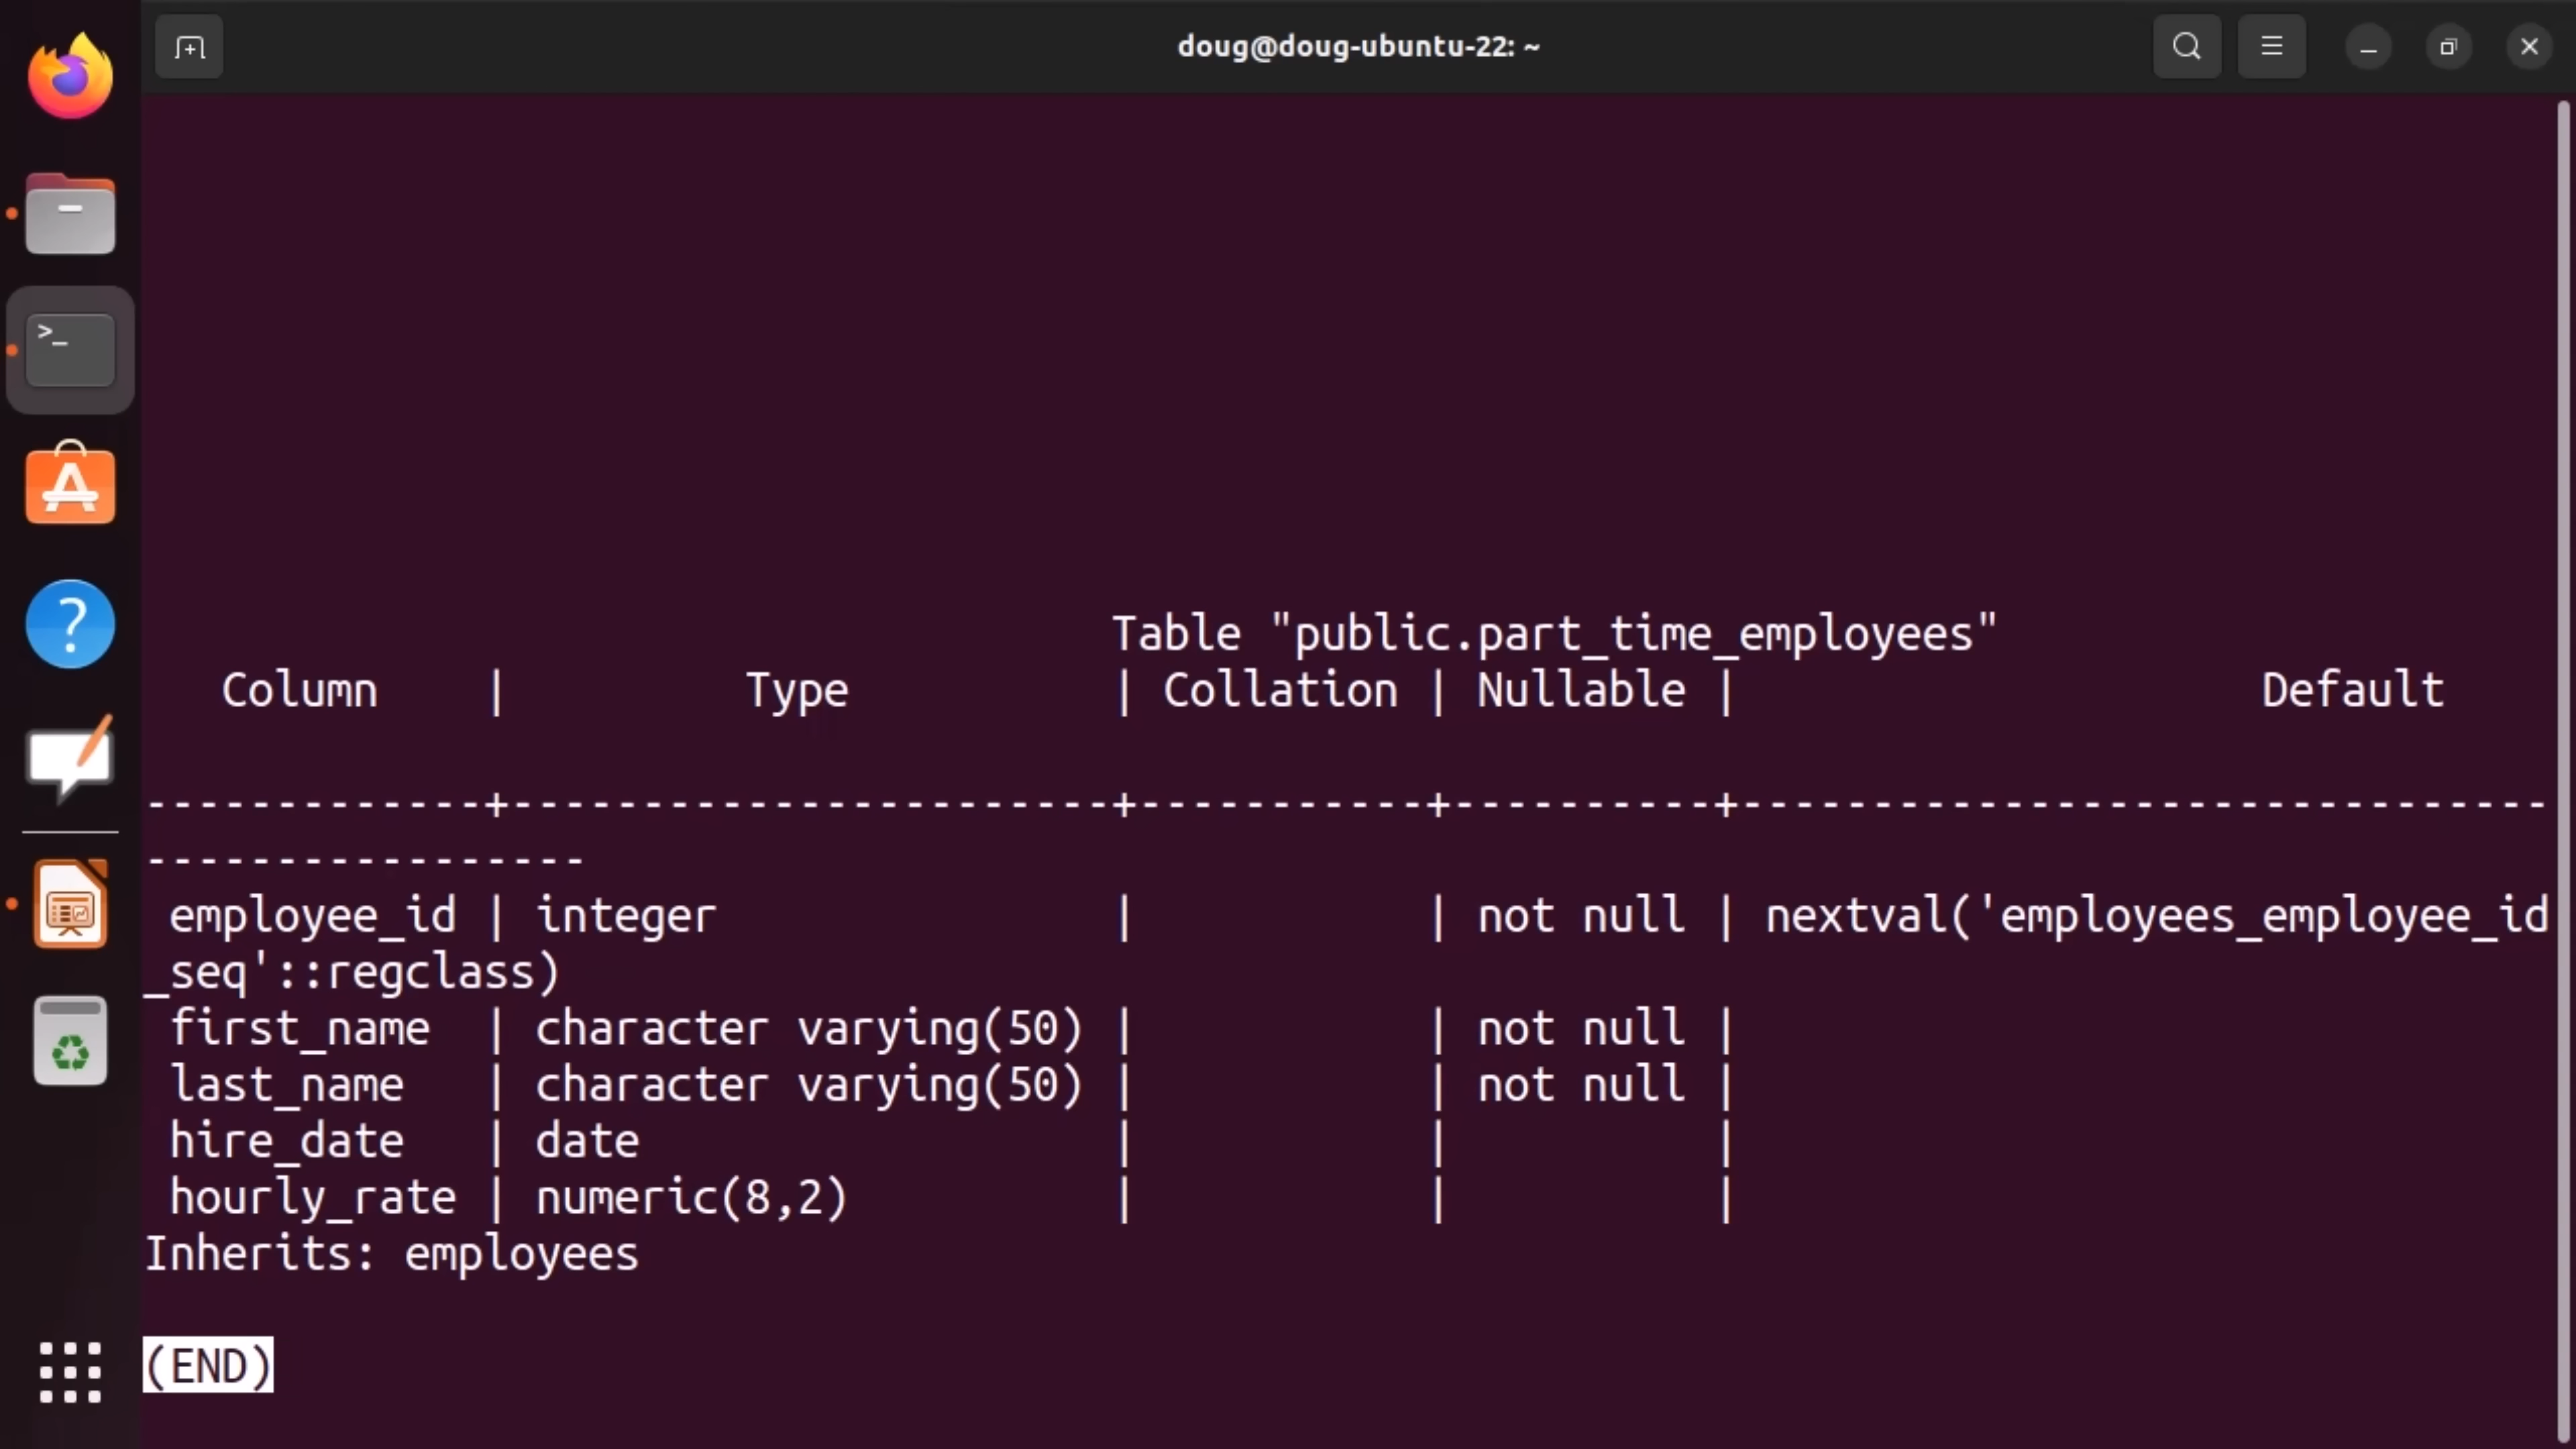 doug@doug-ubuntu-22: ~
Table "public.part_time_employees"
Column | Type | Collation | Nullable | Default
-------------+-----------------------+-----------+----------+-------------------------------
-----------------
employee_id | integer | | not null | nextval('employees_employee_id
_seq'::regclass)
first_name | character varying(50) | | not null |
last_name | character varying(50) | | not null |
hire_date | date | | |
hourly_rate | numeric(8,2) | | |
Inherits: employees
(END)